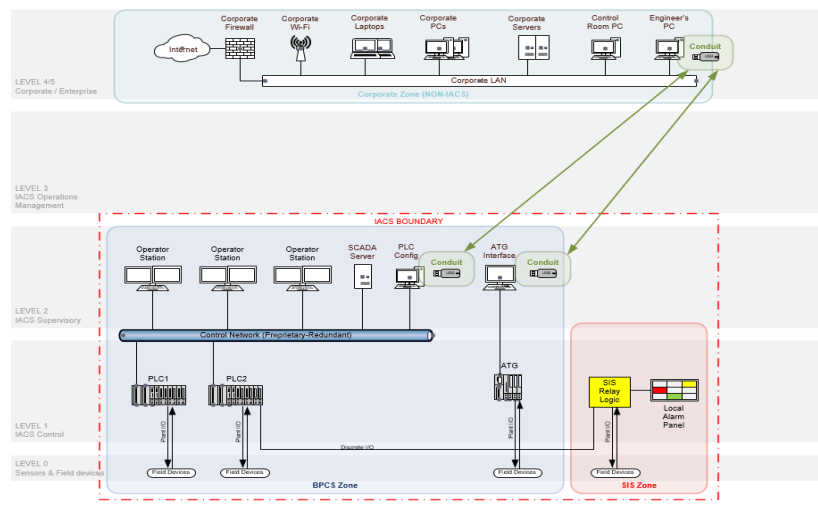 Corporate
Firewall
Corporate
Wi-Fi
Corporate
Laptops
Corporate
PCs
Corporate
Servers
Control
Room PC
Engineer's
PC
Conduit
Internet
USB
LEVEL 4/5
Corporate / Enterprise
Corporate LAN
Corporate Zone (NON-IACS)
LEVEL 3
IACS Operations
Management
IACS BOUNDARY
Operator
Station
Operator
Station
Operator
Station
SCADA
Server
PLC
Config
Conduit
USB
ATG
Interface
Conduit
USB
LEVEL 2
IACS Supervisory
Control Network (Proprietary-Redundant)
PLC1
PLC2
ATG
SIS
Relay
Logic
Local
Alarm
Panel
LEVEL 1
IACS Control
Plant I/O
Plant I/O
Plant I/O
Plant I/O
Discrete I/O
LEVEL 0
Sensors & Field devices
Field Devices
Field Devices
Field Devices
Field Devices
BPCS Zone
SIS Zone